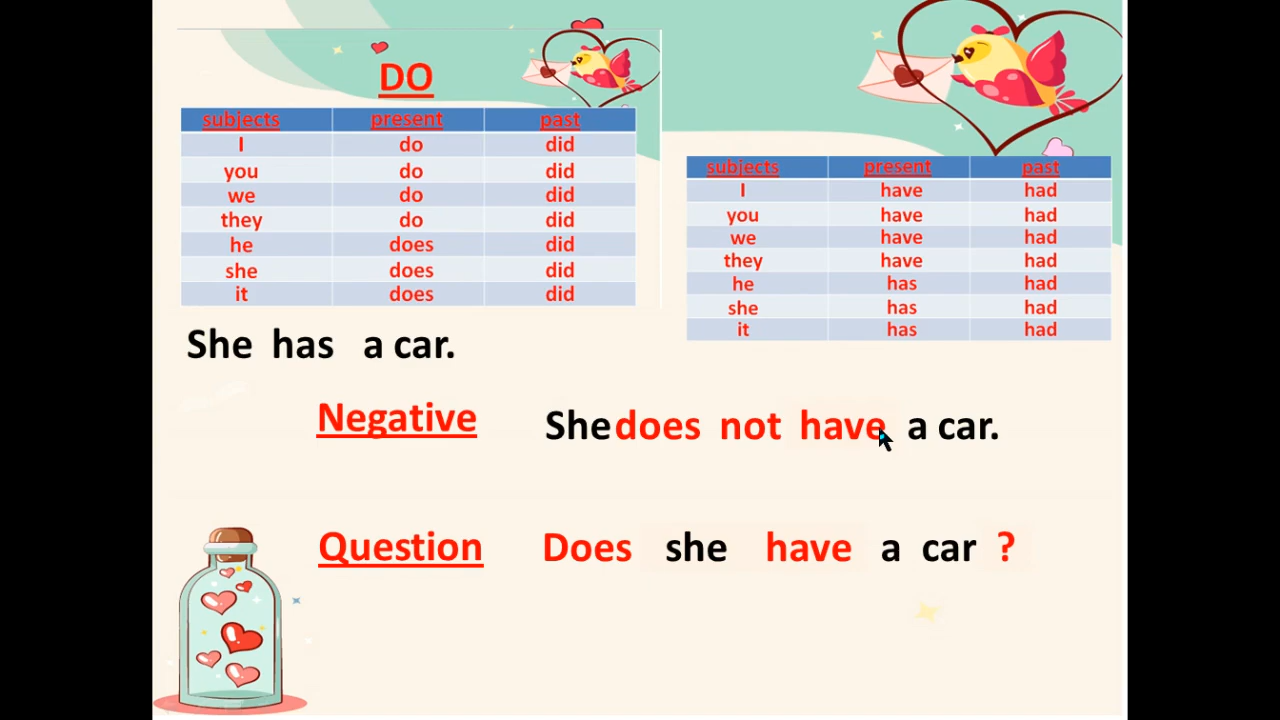 DO
subjects present past
I do did
you do did
we do did
they do did
he does did
she does did
it does did
subjects present past
I have had
you have had
we have had
they have had
he has had
she has had
it has had
She has a car.
Negative She does not have a car.
Question Does she have a car ?